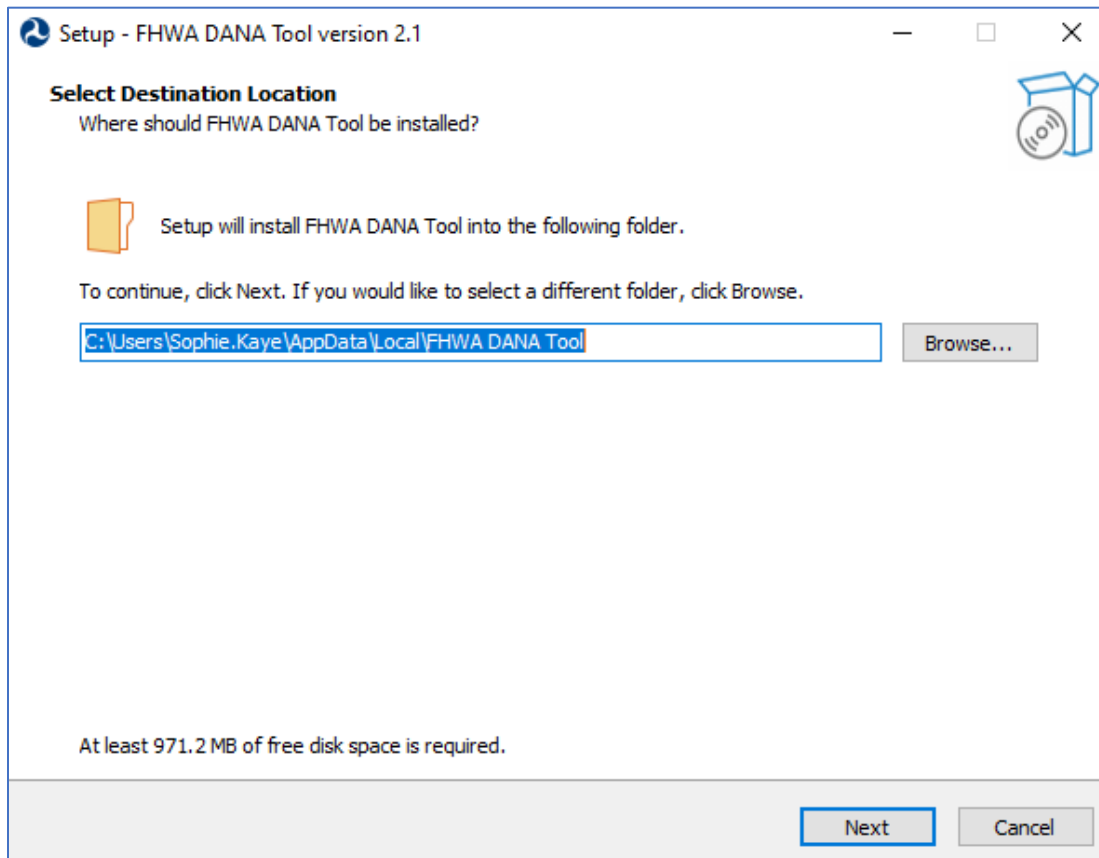 Setup - FHWA DANA Tool version 2.1
Select Destination Location
Where should FHWA DANA Tool be installed?
Setup will install FHWA DANA Tool into the following folder.
To continue, click Next. If you would like to select a different folder, click Browse.
C:\Users\Sophie.Kaye\AppData\Local\FHWA DANA Tool
Browse...
At least 971.2 MB of free disk space is required.
Next
Cancel